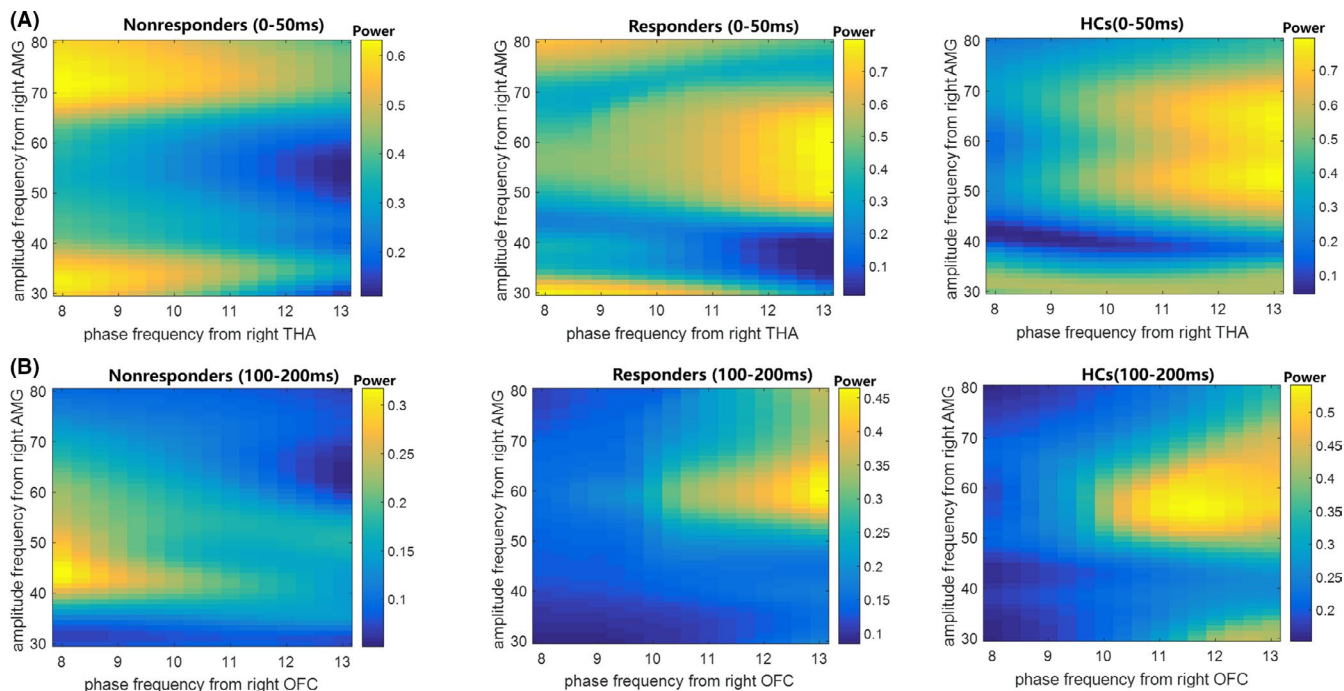 (A)
Nonresponders (0-50ms)
Power
80
70
60
50
40
30
amplitude frequency from right AMG
8 9 10 11 12 13
phase frequency from right THA
0.6
0.5
0.4
0.3
0.2
Responders (0-50ms)
Power
80
70
60
50
40
30
amplitude frequency from right AMG
8 9 10 11 12 13
phase frequency from right THA
0.7
0.6
0.5
0.4
0.3
0.2
0.1
HCs(0-50ms)
Power
80
70
60
50
40
30
amplitude frequency from right AMG
8 9 10 11 12 13
phase frequency from right THA
0.7
0.6
0.5
0.4
0.3
0.2
0.1
(B)
Nonresponders (100-200ms)
Power
80
70
60
50
40
30
amplitude frequency from right AMG
8 9 10 11 12 13
phase frequency from right OFC
0.3
0.25
0.2
0.15
0.1
Responders (100-200ms)
Power
80
70
60
50
40
30
amplitude frequency from right AMG
8 9 10 11 12 13
phase frequency from right OFC
0.45
0.4
0.35
0.3
0.25
0.2
0.15
0.1
HCs(100-200ms)
Power
80
70
60
50
40
30
amplitude frequency from right AMG
8 9 10 11 12 13
phase frequency from right OFC
0.5
0.45
0.4
0.35
0.3
0.25
0.2